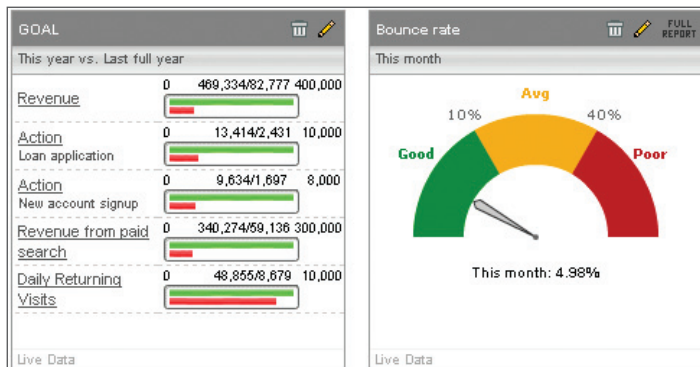 GOAL
This year vs. Last full year
Revenue
0 469,334/82,777 400,000
Action
Loan application
0 13,414/2,431 10,000
Action
New account signup
0 9,634/1,697 8,000
Revenue from paid
search
0 340,274/59,136 300,000
Daily Returning
Visits
0 48,855/8,679 10,000
Live Data
Bounce rate
FULL
REPORT
This month
Avg
10% 40%
Good Poor
This month: 4.98%
Live Data